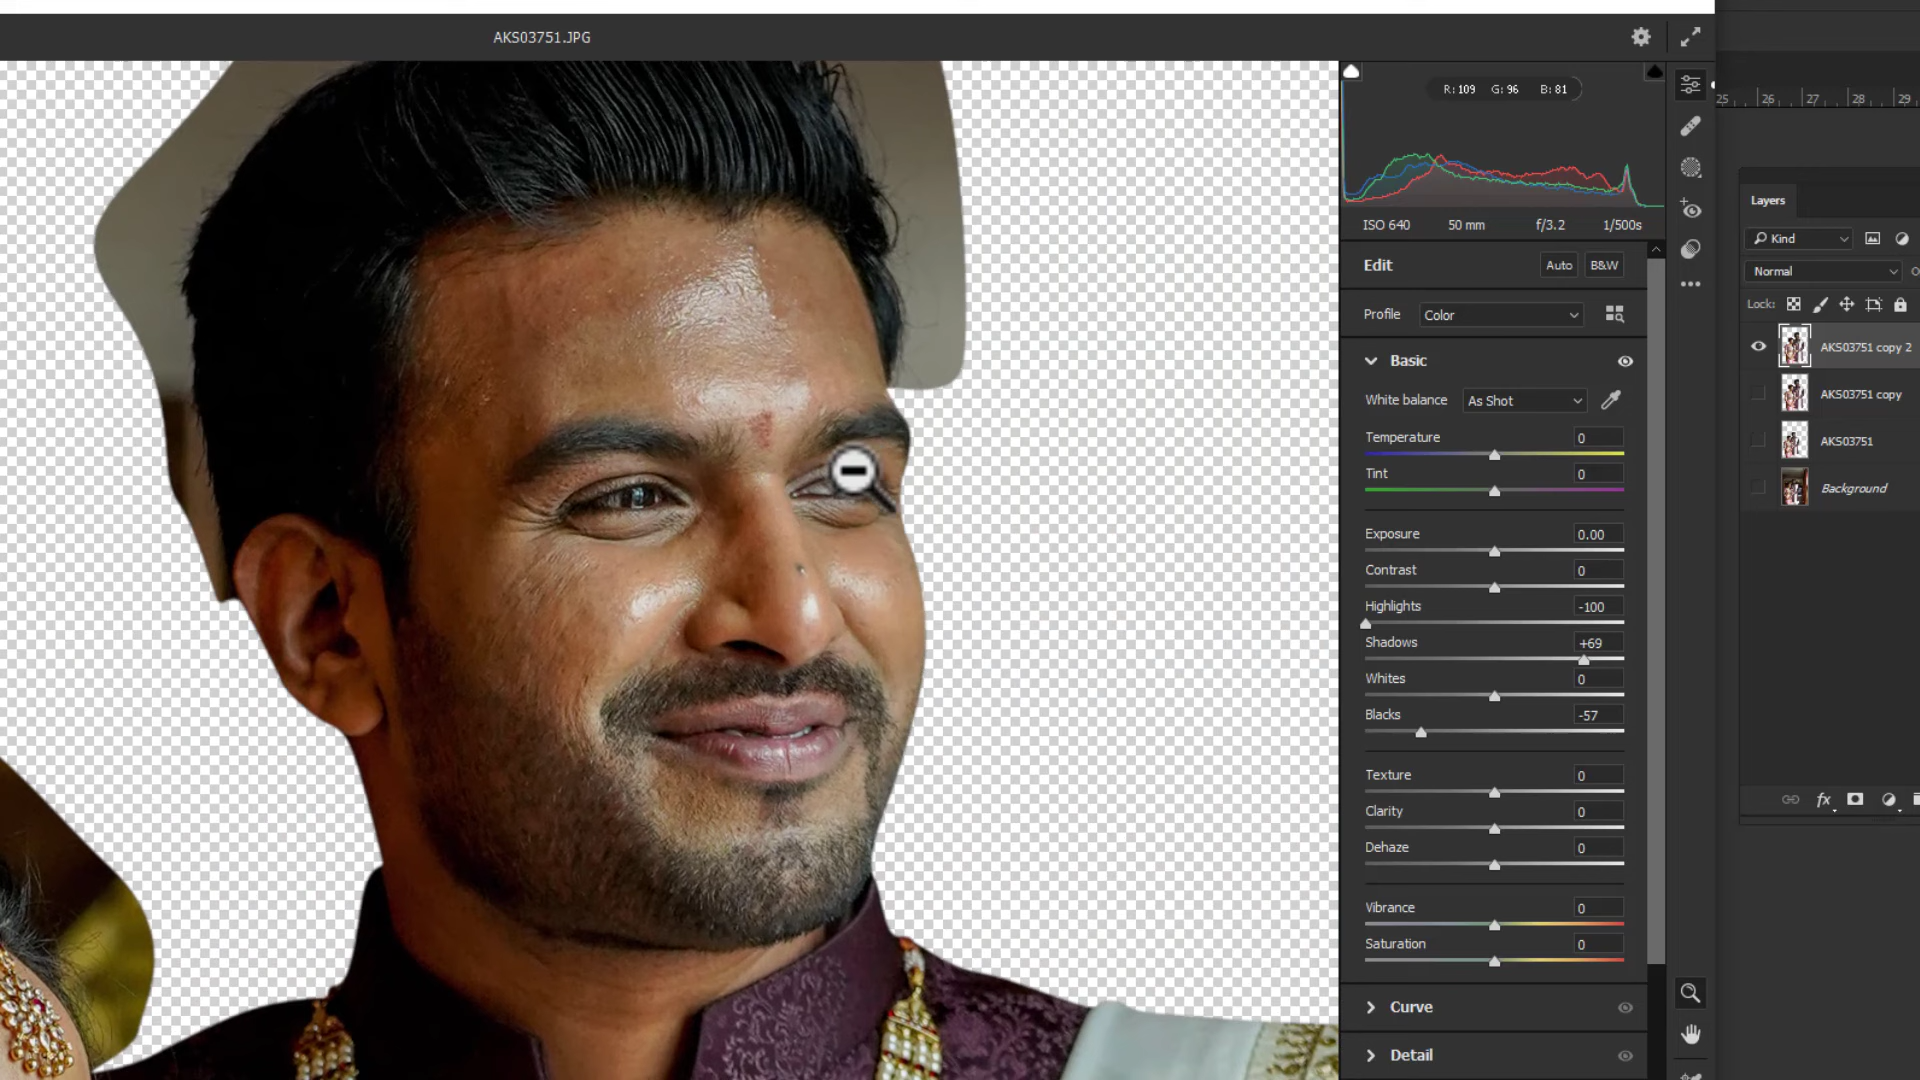 AKS03751.JPG
R: 109 G: 96 B: 81
25 26 27 28 29
ISO 640 50 mm f/3.2 1/500s
Layers
Kind
Edit Auto B&W
Normal
Lock:
Profile Color
AKS03751 copy 2
Basic
AKS03751 copy
White balance As Shot
Temperature 0
AKS03751
Tint 0
Background
Exposure 0.00
Contrast 0
Highlights -100
Shadows +69
Whites 0
Blacks -57
Texture 0
Clarity 0
fx
Dehaze 0
Vibrance 0
Saturation 0
Curve
Detail